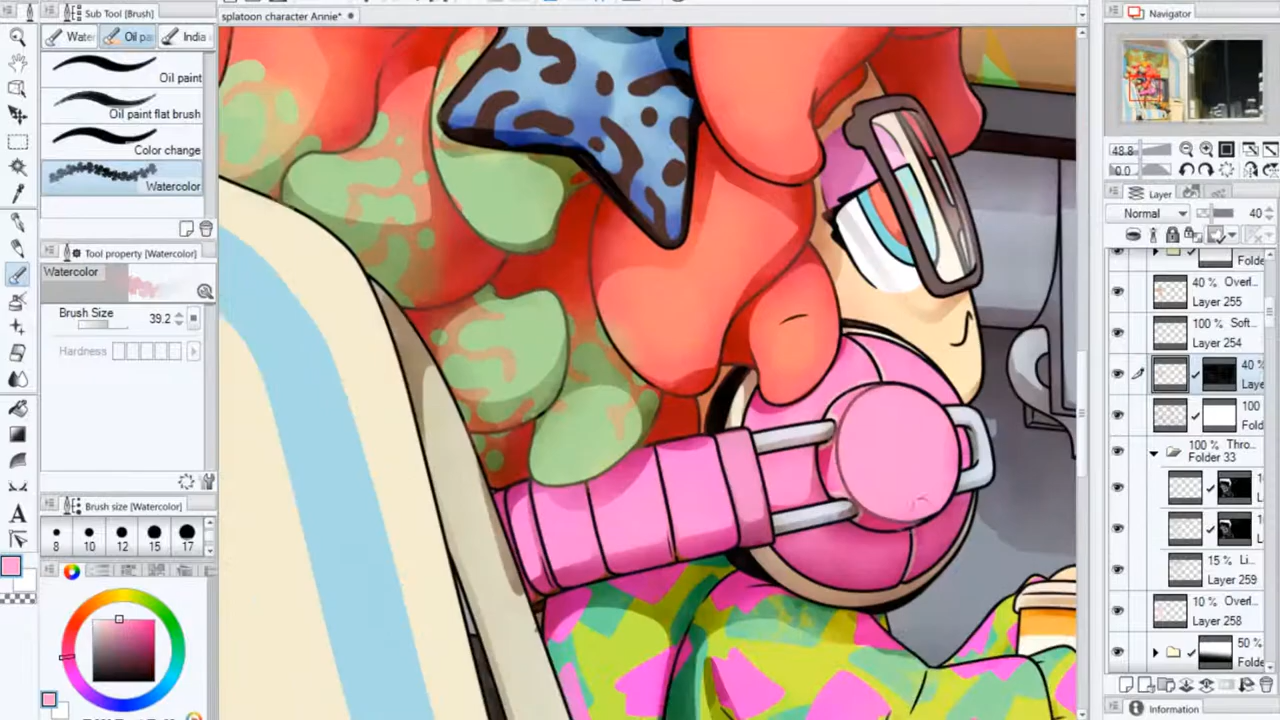 Sub Tool [Brush]
Water Oil pa India
Oil paint
Oil paint flat brush
Color change
Watercolor
Tool property [Watercolor]
Watercolor
Brush Size 39.2
Hardness
Brush size [Watercolor]
8 10 12 15 17
splatoon character Annie*
Navigator
48.8
0.0
Layer
Normal 40
Folde
40 % Overl...
Layer 255
100 % Soft...
Layer 254
40 %
Laye
100
Fold
100 % Thro...
Folder 33
15 % Li...
Layer 259
10 % Overl...
Layer 258
50 %
Folde
Information